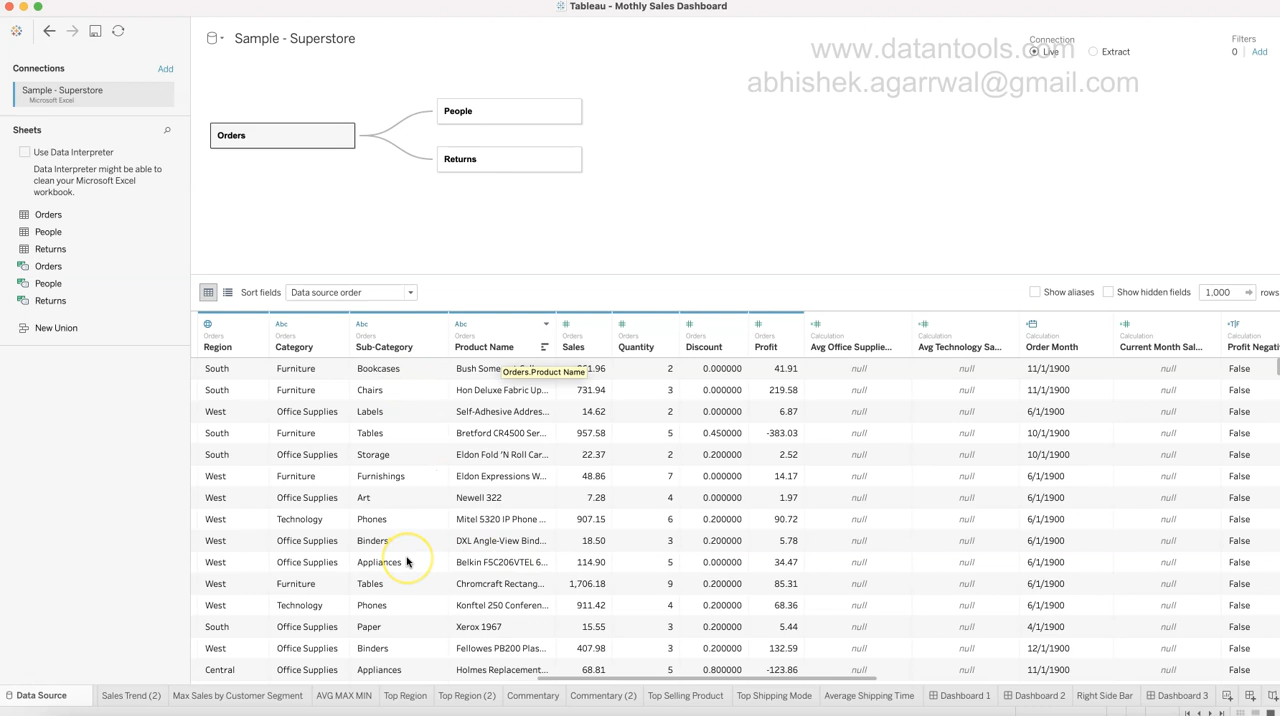 Tableau - Mothly Sales Dashboard
Connections Add
Sample - Superstore
Microsoft Excel
Sheets
Use Data Interpreter
Data Interpreter might be able to
clean your Microsoft Excel
workbook.
Orders
People
Returns
Orders
People
Returns
New Union
Sample - Superstore
Connection
Live Extract
Filters
0 Add
www.datantools.com
abhishek.agarrwal@gmail.com
Orders
People
Returns
Sort fields Data source order Show aliases Show hidden fields 1,000 rows
Abc Abc Abc
Orders Orders Orders Orders Orders Orders Orders Orders Calculation Calculation Calculation Calculation Calculation
Region Category Sub-Category Product Name Sales Quantity Discount Profit Avg Office Supplie... Avg Technology Sa... Order Month Current Month Sal... Profit Negati
South Furniture Bookcases Bush Some 61.96 2 0.000000 41.91 null null 11/1/1900 null False
Orders.Product Name
South Furniture Chairs Hon Deluxe Fabric Up... 731.94 3 0.000000 219.58 null null 11/1/1900 null False
West Office Supplies Labels Self-Adhesive Addres... 14.62 2 0.000000 6.87 null null 6/1/1900 null False
South Furniture Tables Bretford CR4500 Ser... 957.58 5 0.450000 -383.03 null null 10/1/1900 null False
South Office Supplies Storage Eldon Fold 'N Roll Car... 22.37 2 0.200000 2.52 null null 10/1/1900 null False
West Furniture Furnishings Eldon Expressions W... 48.86 7 0.000000 14.17 null null 6/1/1900 null False
West Office Supplies Art Newell 322 7.28 4 0.000000 1.97 null null 6/1/1900 null False
West Technology Phones Mitel 5320 IP Phone ... 907.15 6 0.200000 90.72 null null 6/1/1900 null False
West Office Supplies Binders DXL Angle-View Bind... 18.50 3 0.200000 5.78 null null 6/1/1900 null False
West Office Supplies Appliances Belkin F5C206VTEL 6... 114.90 5 0.000000 34.47 null null 6/1/1900 null False
West Furniture Tables Chromcraft Rectang... 1,706.18 9 0.200000 85.31 null null 6/1/1900 null False
West Technology Phones Konftel 250 Conferen... 911.42 4 0.200000 68.36 null null 6/1/1900 null False
South Office Supplies Paper Xerox 1967 15.55 3 0.200000 5.44 null null 4/1/1900 null False
West Office Supplies Binders Fellowes PB200 Plas... 407.98 3 0.200000 132.59 null null 12/1/1900 null False
Central Office Supplies Appliances Holmes Replacement... 68.81 5 0.800000 -123.86 null null 11/1/1900 null False
Data Source Sales Trend (2) Max Sales by Customer Segment AVG MAX MIN Top Region Top Region (2) Commentary Commentary (2) Top Selling Product Top Shipping Mode Average Shipping Time Dashboard 1 Dashboard 2 Right Side Bar Dashboard 3